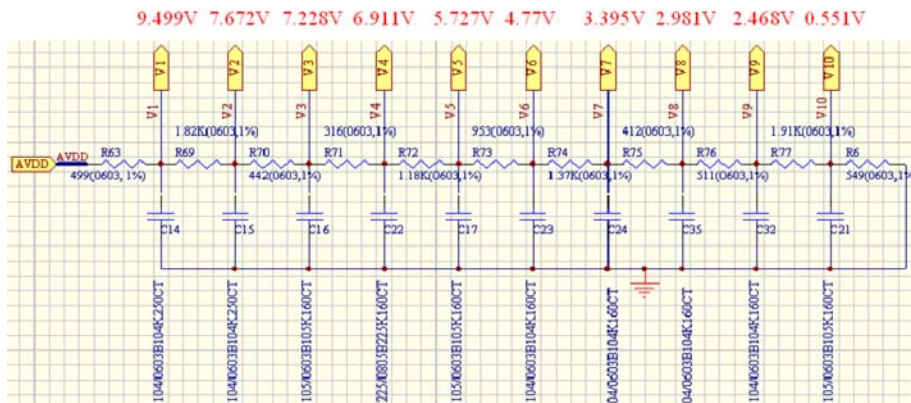 9.499V 7.672V 7.228V 6.911V 5.727V 4.77V 3.395V 2.981V 2.468V 0.551V
V1 V2 V3 V4 V5 V6 V7 V8 V9 V10
V1 V2 V3 V4 V5 V6 V7 V8 V9 V10
1.82K(0603,1%) 316(0603,1%) 953(0603,1%) 412(0603,1%) 1.91K(0603,1%)
AVDD AVDD R63 R69 R70 R71 R72 R73 R74 R75 R76 R77 R6
499(0603,1%) 442(0603,1%) 1.18K(0603,1%) 1.37K(0603,1%) 511(0603,1%) 549(0603,1%
C14 C15 C16 C22 C17 C23 C24 C35 C32 C21
104/0603B104K250CT
104/0603B104K250CT
105/0603B105K160CT
225/0805B225K160CT
105/0603B105K160CT
104/0603B104K160CT
04/0603B104K160CT
04/0603B104K160CT
104/0603B104K160CT
105/0603B105K160CT